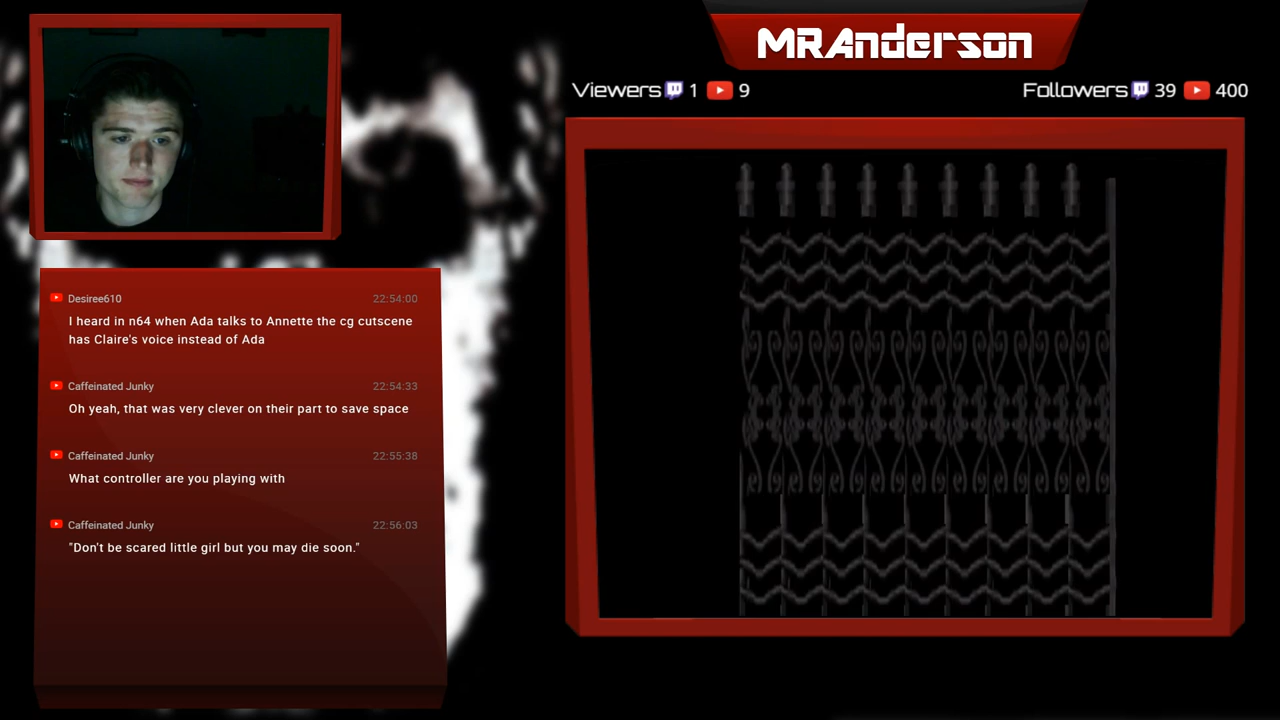 MRAnderson
Viewers 1 9
Followers 39 400
Desiree610 22:54:00
I heard in n64 when Ada talks to Annette the cg cutscene
has Claire's voice instead of Ada
Caffeinated Junky 22:54:33
Oh yeah, that was very clever on their part to save space
Caffeinated Junky 22:55:38
What controller are you playing with
Caffeinated Junky 22:56:03
"Don't be scared little girl but you may die soon."